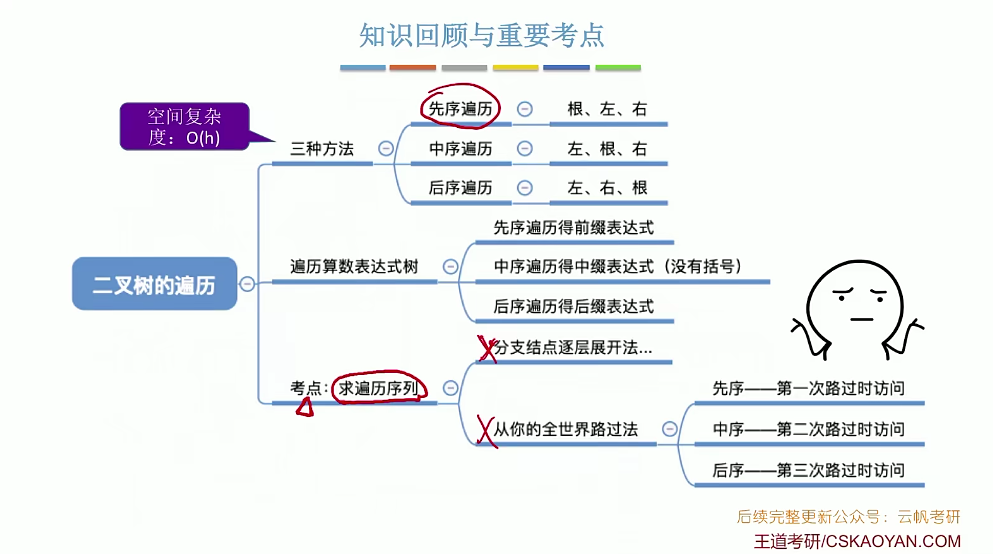 知识回顾与重要考点
空间复杂
度：O(h)
先序遍历
根、左、右
三种方法
中序遍历
左、根、右
后序遍历
左、右、根
先序遍历得前缀表达式
遍历算数表达式树
中序遍历得中缀表达式（没有括号）
后序遍历得后缀表达式
二叉树的遍历
分支结点逐层展开法...
考点：求遍历序列
从你的全世界路过法
先序——第一次路过时访问
中序——第二次路过时访问
后序——第三次路过时访问
后续完整更新公众号：云帆考研
王道考研/CSKAOYAN.COM